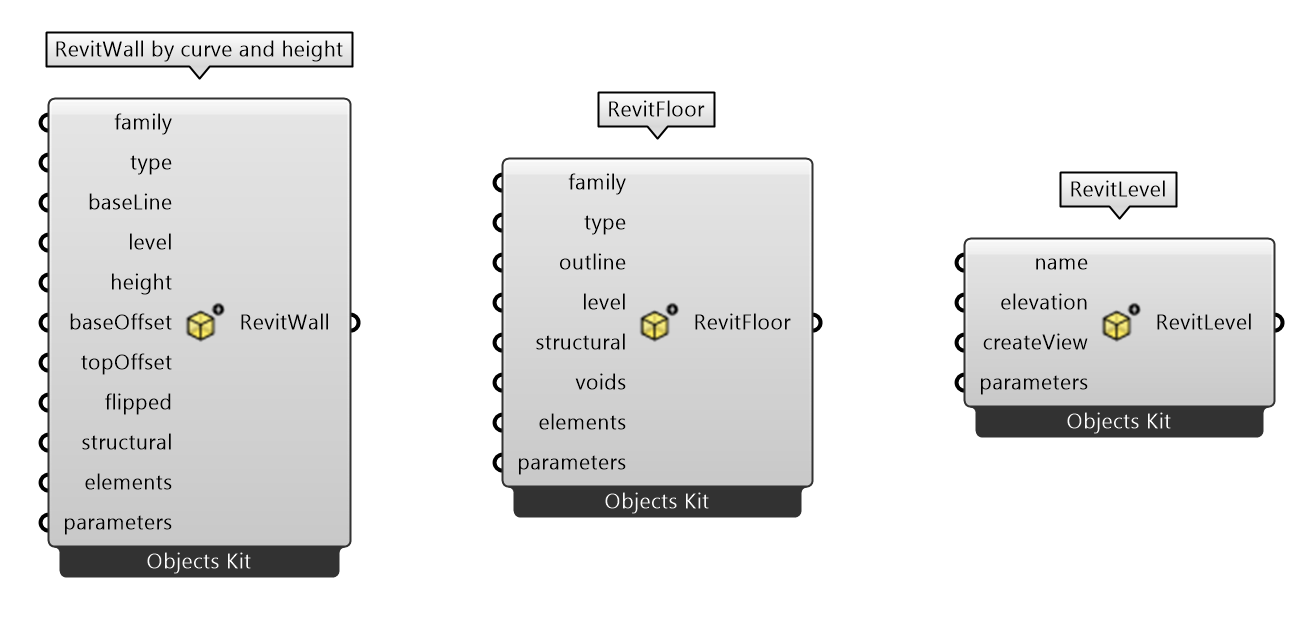 RevitWall by curve and height
family
type
baseLine
level
height
baseOffset
topOffset
flipped
structural
elements
parameters
RevitWall
Objects Kit
RevitFloor
family
type
outline
level
structural
voids
elements
parameters
RevitFloor
Objects Kit
RevitLevel
name
elevation
createView
parameters
RevitLevel
Objects Kit